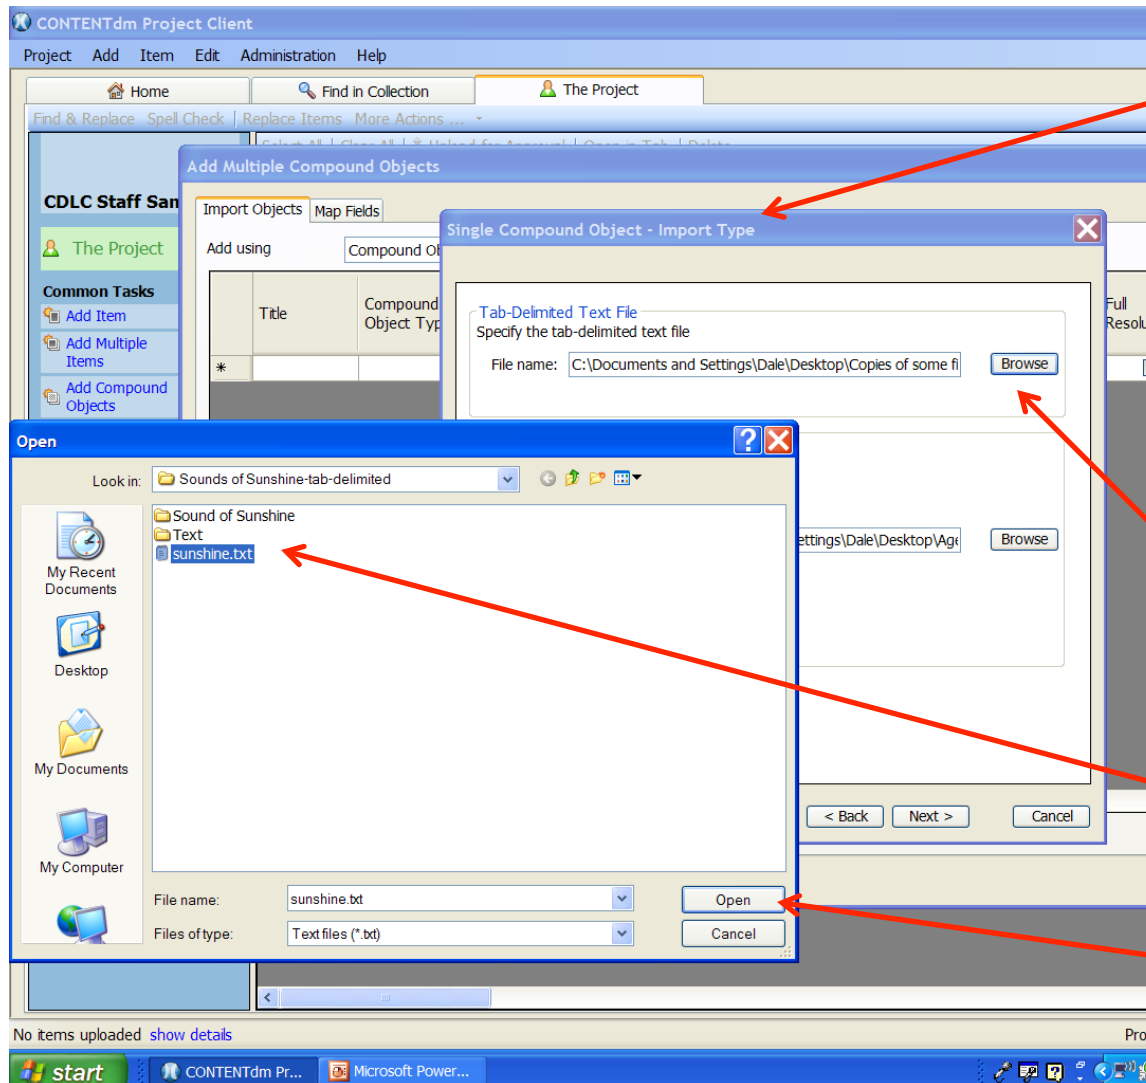 CONTENTdm Project Client
Project Add Item Edit Administration Help
Home Find in Collection The Project
Find & Replace Spell Check Replace Items More Actions ...
Add Multiple Compound Objects
CDLC Staff San
The Project
Common Tasks
Add Item
Add Multiple
Items
Add Compound
Objects
Import Objects Map Fields
Add using Compound Ob
Title
Compound
Object Typ
Full
Resolu
*
Single Compound Object - Import Type
Tab-Delimited Text File
Specify the tab-delimited text file
File name: C:\Documents and Settings\Dale\Desktop\Copies of some fi Browse
ettings\Dale\Desktop\Age Browse
< Back Next > Cancel
Open
Look in: Sounds of Sunshine-tab-delimited
Sound of Sunshine
Text
sunshine.txt
My Recent
Documents
Desktop
My Documents
My Computer
File name: sunshine.txt Open
Files of type: Text files (*.txt) Cancel
No items uploaded show details
Pro
start CONTENTdm Pr... Microsoft Power...